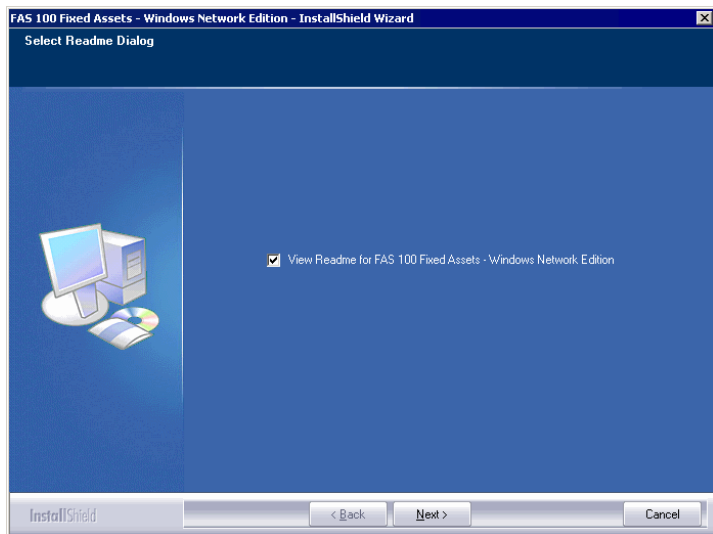 FAS 100 Fixed Assets - Windows Network Edition - InstallShield Wizard
Select Readme Dialog
View Readme for FAS 100 Fixed Assets - Windows Network Edition
InstallShield
< Back
Next >
Cancel